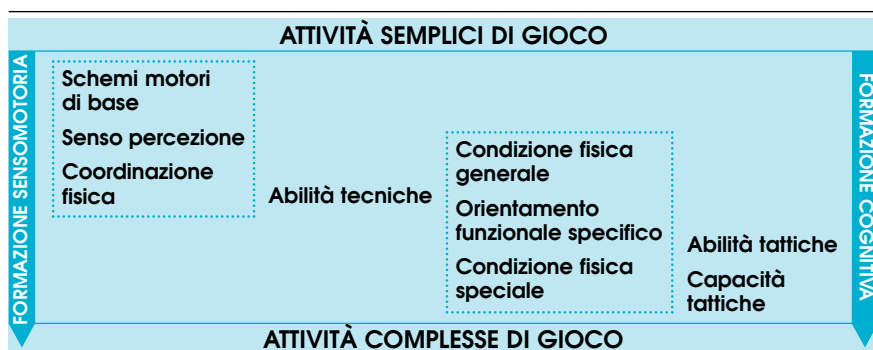 ATTIVITÀ SEMPLICI DI GIOCO
FORMAZIONE SENSOMOTORIA
Schemi motori
di base
Senso percezione
Coordinazione
fisica
Abilità tecniche
Condizione fisica
generale
Orientamento
funzionale specifico
Condizione fisica
speciale
Abilità tattiche
Capacità
tattiche
FORMAZIONE COGNITIVA
ATTIVITÀ COMPLESSE DI GIOCO